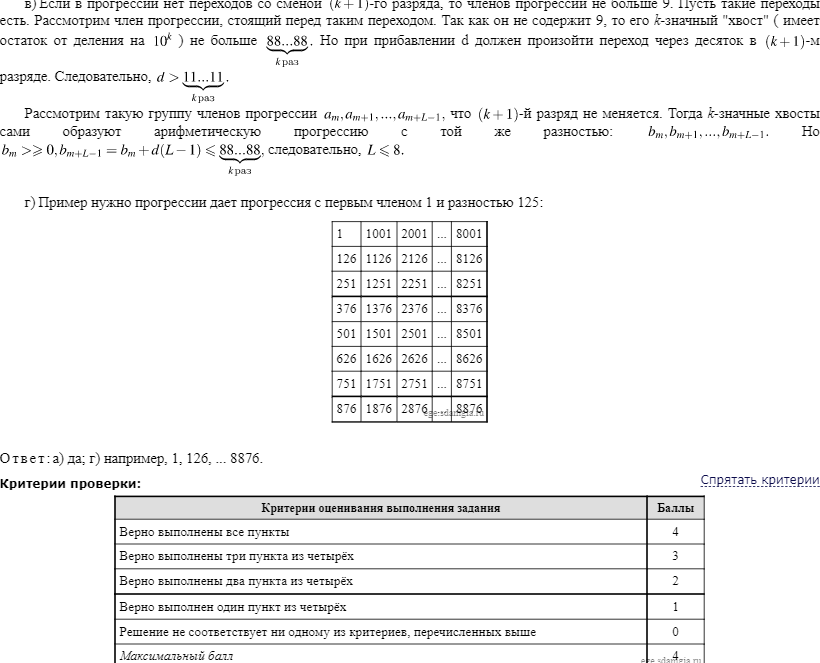 в) Если в прогрессии нет переходов со сменой (k+1)-го разряда, то членов прогрессии не больше 9. Пусть такие переходы
есть. Рассмотрим член прогрессии, стоящий перед таким переходом. Так как он не содержит 9, то его k-значный "хвост" ( имеет
остаток от деления на 10^k ) не больше 88...88. Но при прибавлении d должен произойти переход через десяток в (k+1)-м
k раз
разряде. Следовательно, d > 11...11.
k раз
Рассмотрим такую группу членов прогрессии a_m, a_{m+1}, ..., a_{m+L−1}, что (k+1)-й разряд не меняется. Тогда k-значные хвосты
сами образуют арифметическую прогрессию с той же разностью: b_m, b_{m+1}, ..., b_{m+L−1}. Но
b_m >⩾ 0, b_{m+L−1} = b_m + d(L−1) ⩽ 88...88, следовательно, L ⩽ 8.
k раз
г) Пример нужно прогрессии дает прогрессия с первым членом 1 и разностью 125:
1 1001 2001 ... 8001
126 1126 2126 ... 8126
251 1251 2251 ... 8251
376 1376 2376 ... 8376
501 1501 2501 ... 8501
626 1626 2626 ... 8626
751 1751 2751 ... 8751
876 1876 2876 ... 8876
ege.sdamgia.ru
Ответ: а) да; г) например, 1, 126, ... 8876.
Спрятать критерии
Критерии проверки:
Критерии оценивания выполнения задания Баллы
Верно выполнены все пункты 4
Верно выполнены три пункта из четырёх 3
Верно выполнены два пункта из четырёх 2
Верно выполнен один пункт из четырёх 1
Решение не соответствует ни одному из критериев, перечисленных выше 0
Максимальный балл 4
ege.sdamgia.ru